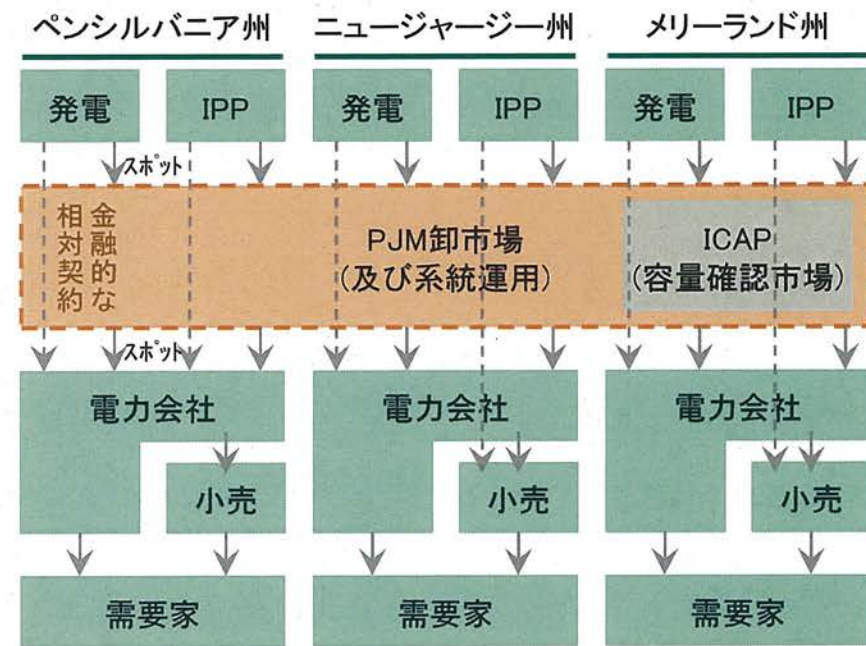 ペンシルバニア州
ニュージャージー州
メリーランド州
発電
IPP
発電
IPP
発電
IPP
スポット
金融的な
相対契約
PJM卸市場
(及び系統運用)
ICAP
(容量確認市場)
スポット
電力会社
電力会社
電力会社
小売
小売
小売
需要家
需要家
需要家